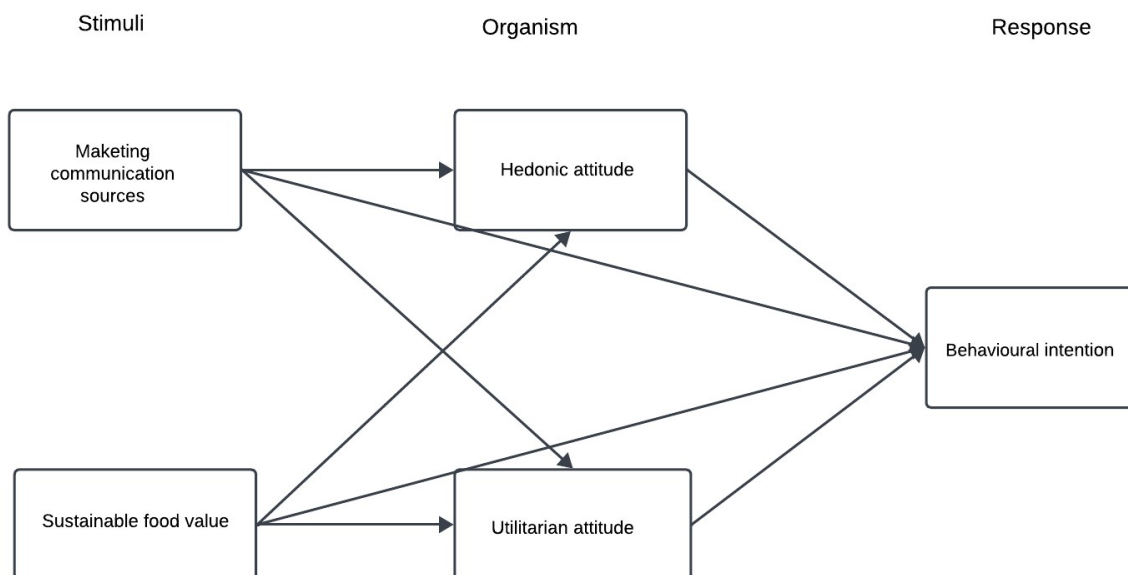 Stimuli
Organism
Response
Maketing
communication
sources
Hedonic attitude
Behavioural intention
Sustainable food value
Utilitarian attitude